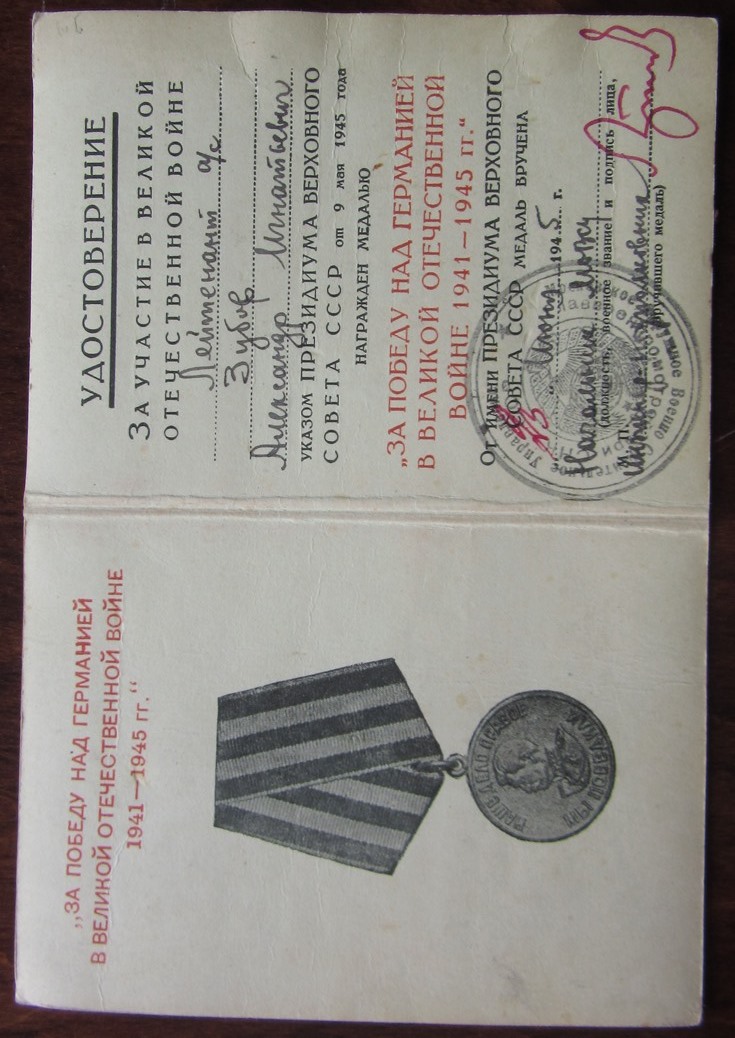 „ЗА ПОБЕДУ НАД ГЕРМАНИЕЙ
В ВЕЛИКОЙ ОТЕЧЕСТВЕННОЙ ВОЙНЕ
1941—1945 гг.“
НАШЕ ДЕЛО ПРАВОЕ
МЫ ПОБЕДИЛИ
УДОСТОВЕРЕНИЕ
ЗА УЧАСТИЕ В ВЕЛИКОЙ
ОТЕЧЕСТВЕННОЙ ВОЙНЕ
Лейтенант а/с
Зубов
Александр Игнатьевич
УКАЗОМ ПРЕЗИДИУМА ВЕРХОВНОГО
СОВЕТА СССР от 9 мая 1945 года
НАГРАЖДЕН МЕДАЛЬЮ
„ЗА ПОБЕДУ НАД ГЕРМАНИЕЙ
В ВЕЛИКОЙ ОТЕЧЕСТВЕННОЙ
ВОЙНЕ 1941—1945 гг.“
От ИМЕНИ ПРЕЗИДИУМА ВЕРХОВНОГО
СОВЕТА СССР МЕДАЛЬ ВРУЧЕНА
1945 г.
Начальник
(должность, военное звание и подпись лица,
М. П. вручившего медаль)